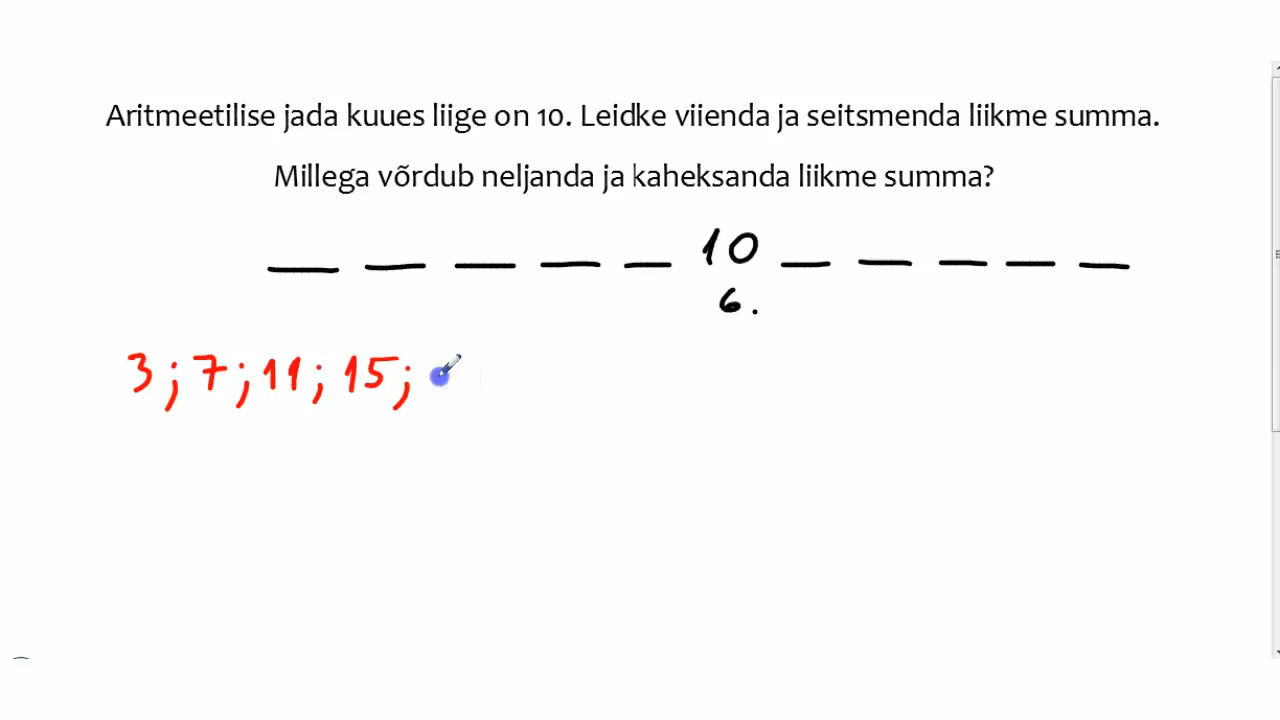 Aritmeetilise jada kuues liige on 10. Leidke viienda ja seitsmenda liikme summa.
Millega võrdub neljanda ja kaheksanda liikme summa?
_ _ _ _ _ 10 _ _ _ _ _
6.
3; 7; 11; 15;